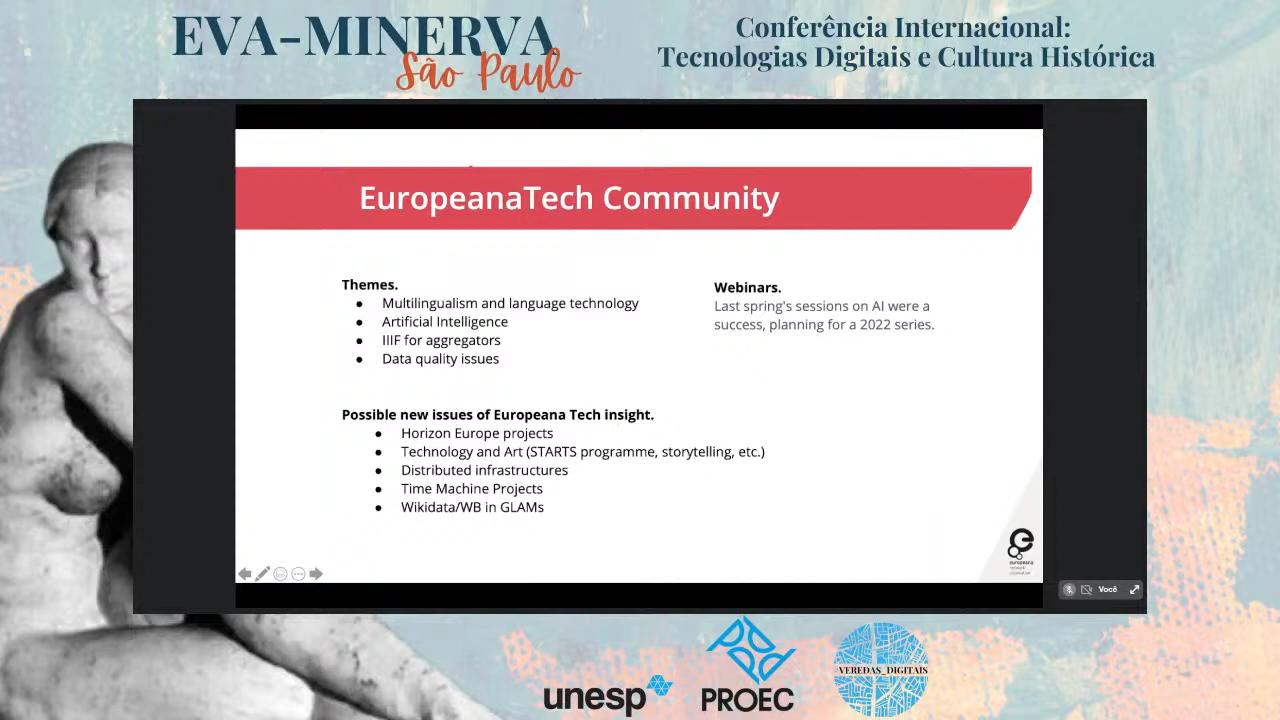 EVA-MINERVA
São Paulo
Conferência Internacional:
Tecnologias Digitais e Cultura Histórica
EuropeanaTech Community
Themes.
● Multilingualism and language technology
● Artificial Intelligence
● IIIF for aggregators
● Data quality issues
Webinars.
Last spring's sessions on AI were a
success, planning for a 2022 series.
Possible new issues of Europeana Tech insight.
● Horizon Europe projects
● Technology and Art (STARTS programme, storytelling, etc.)
● Distributed infrastructures
● Time Machine Projects
● Wikidata/WB in GLAMs
europeana
network
association
Você
unesp
PROEC
VEREDAS_DIGITAIS